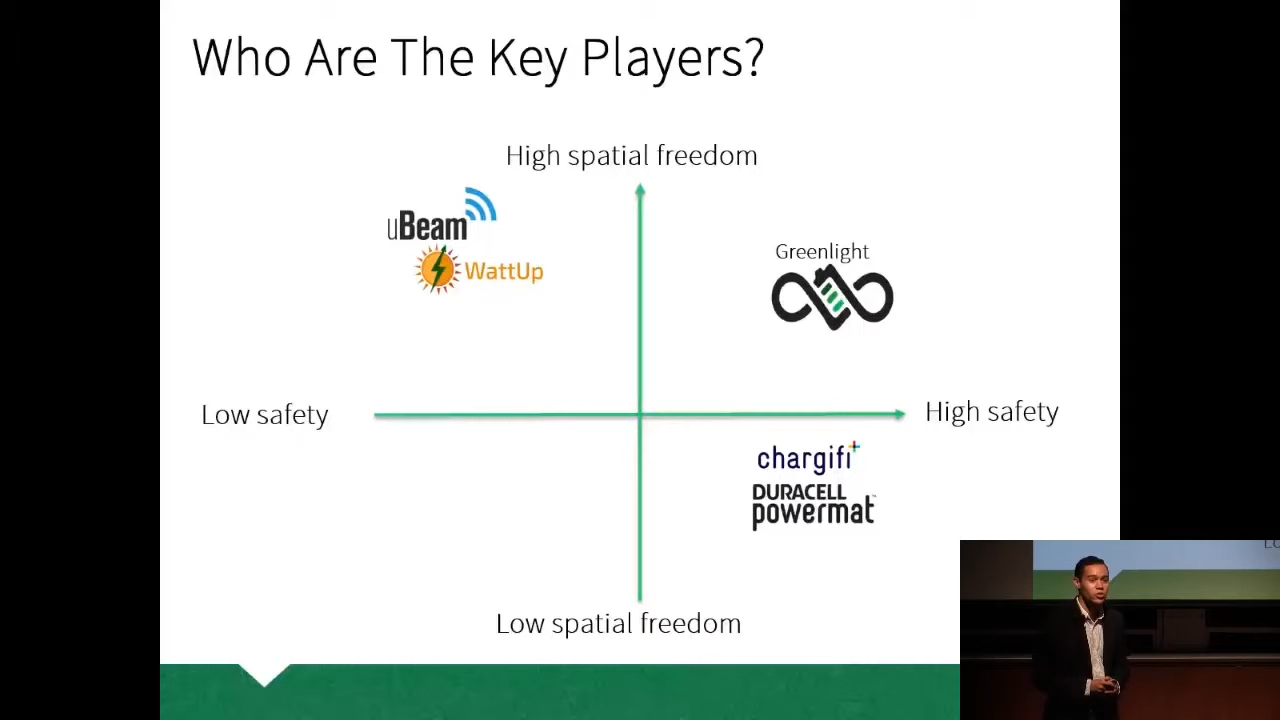 Who Are The Key Players?
High spatial freedom
uBeam
WattUp
Greenlight
Low safety
High safety
chargifi
DURACELL
powermat
Low spatial freedom